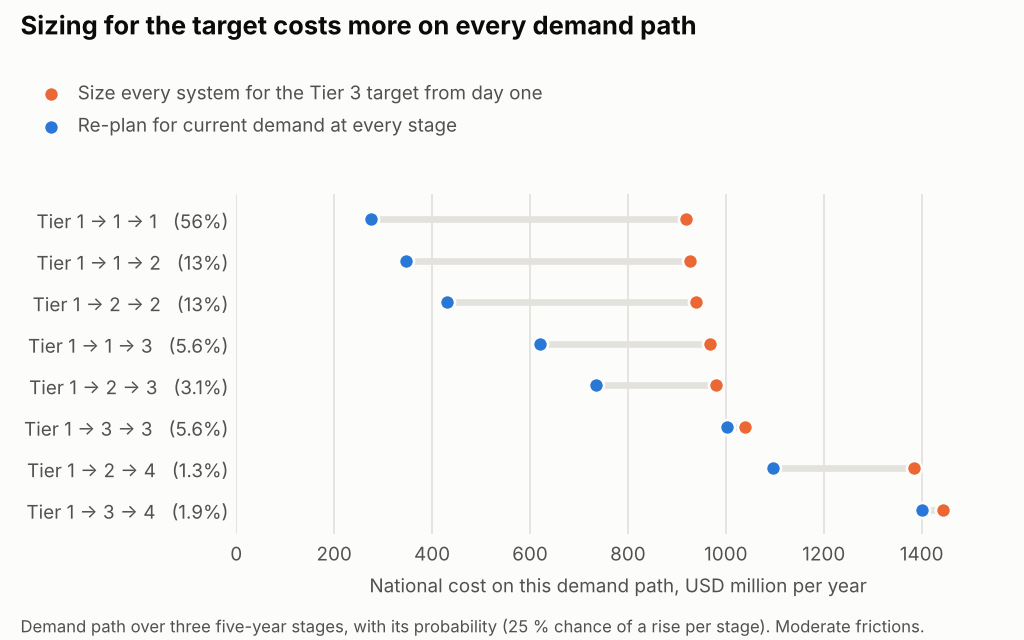 Sizing for the target costs more on every demand path
Size every system for the Tier 3 target from day one
Re-plan for current demand at every stage
Tier 1 → 1 → 1 (56%)
Tier 1 → 1 → 2 (13%)
Tier 1 → 2 → 2 (13%)
Tier 1 → 1 → 3 (5.6%)
Tier 1 → 2 → 3 (3.1%)
Tier 1 → 3 → 3 (5.6%)
Tier 1 → 2 → 4 (1.3%)
Tier 1 → 3 → 4 (1.9%)
0 200 400 600 800 1000 1200 1400
National cost on this demand path, USD million per year
Demand path over three five-year stages, with its probability (25 % chance of a rise per stage). Moderate frictions.